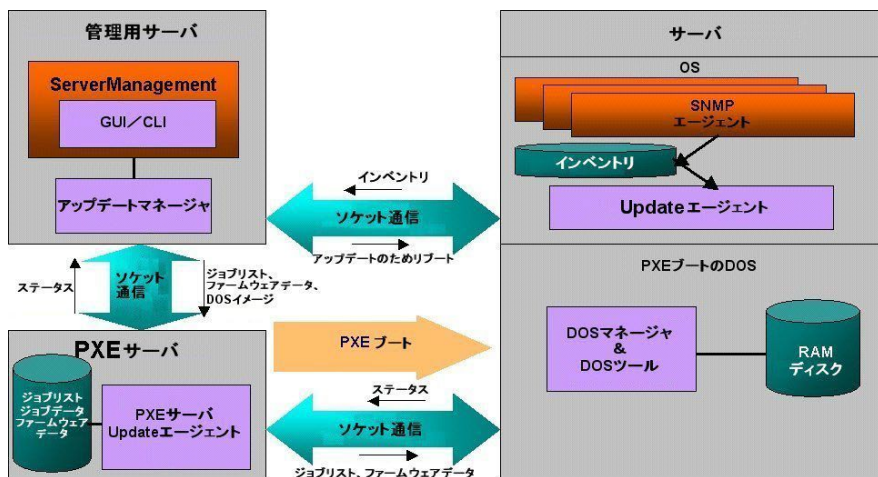 管理用サーバ
ServerManagement
GUI／CLI
アップデートマネージャ
サーバ
OS
SNMP
エージェント
インベントリ
Updateエージェント
インベントリ
ソケット通信
アップデートのためリブート
ステータス
ソケット
通信
ジョブリスト、
ファームウェアデータ、
DOSイメージ
PXEサーバ
ジョブリスト
ジョブデータ
ファームウェア
データ
PXEサーバ
Updateエージェント
PXE ブート
ステータス
ソケット通信
ジョブリスト、ファームウェアデータ
PXEブートのDOS
DOSマネージャ
&
DOSツール
RAM
ディスク